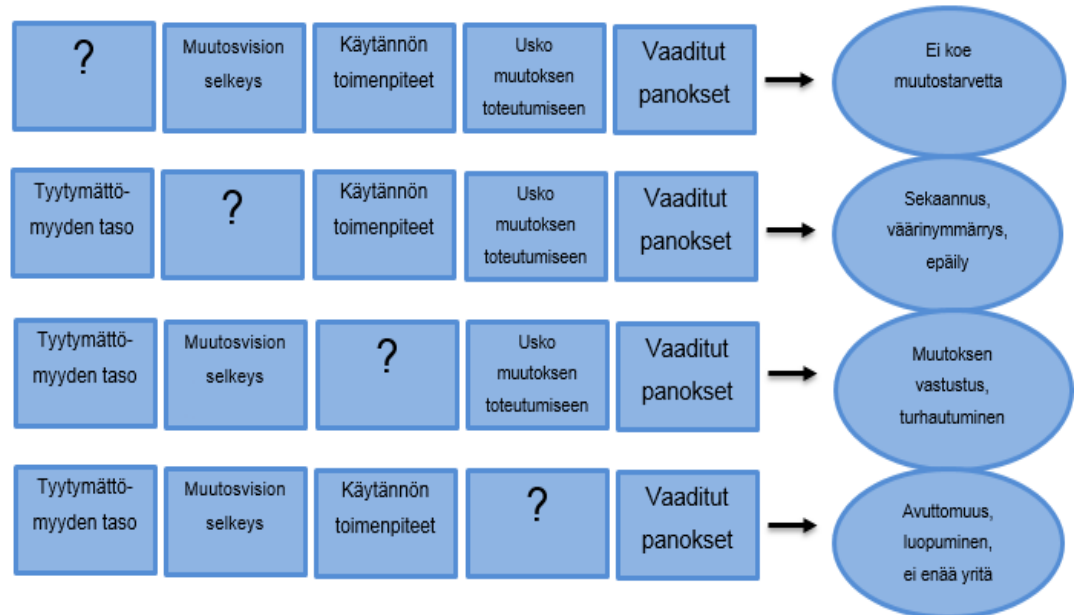 ?
Muutosvision
selkeys
Käytännön
toimenpiteet
Usko
muutoksen
toteutumiseen
Vaaditut
panokset
Ei koe
muutostarvetta
Tyytymättö-
myyden taso
?
Käytännön
toimenpiteet
Usko
muutoksen
toteutumiseen
Vaaditut
panokset
Sekaannus,
väärinymmärrys,
epäily
Tyytymättö-
myyden taso
Muutosvision
selkeys
?
Usko
muutoksen
toteutumiseen
Vaaditut
panokset
Muutoksen
vastustus,
turhautuminen
Tyytymättö-
myyden taso
Muutosvision
selkeys
Käytännön
toimenpiteet
?
Vaaditut
panokset
Avuttomuus,
luopuminen,
ei enää yritä